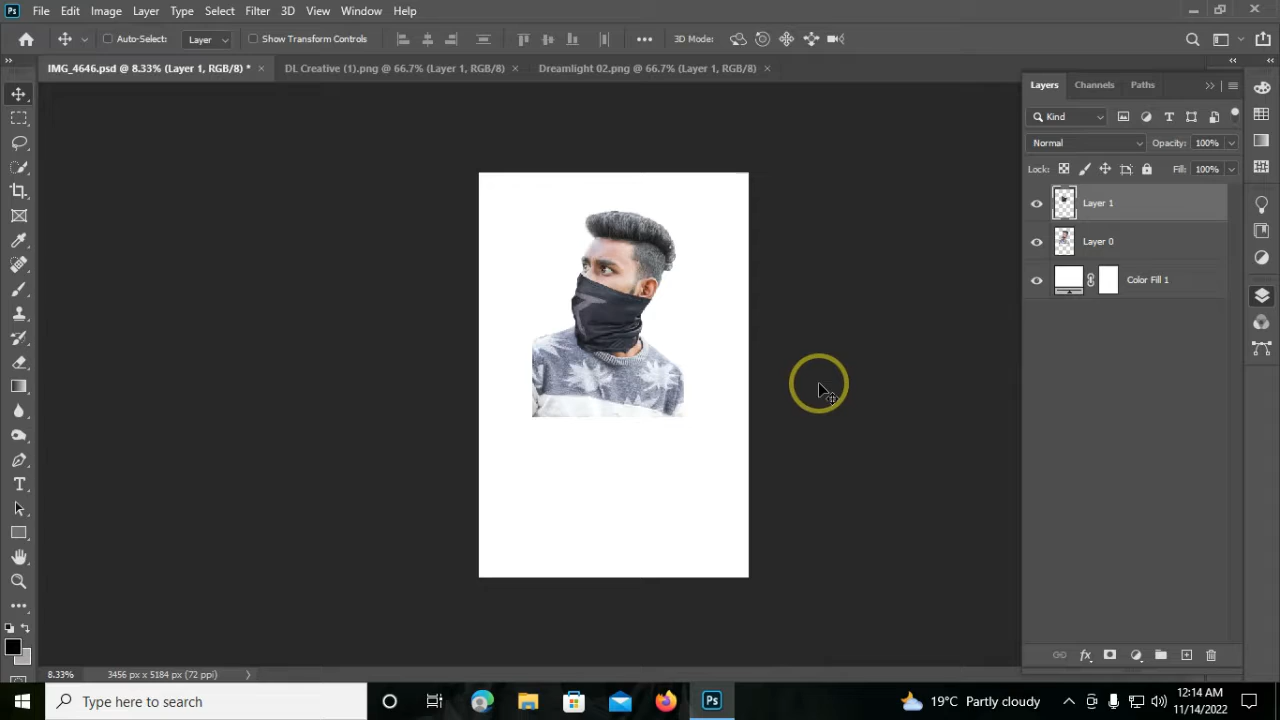 Ps File Edit Image Layer Type Select Filter 3D View Window Help
Auto-Select: Layer Show Transform Controls 3D Mode:
IMG_4646.psd @ 8.33% (Layer 1, RGB/8) * DL Creative (1).png @ 66.7% (Layer 1, RGB/8) Dreamlight 02.png @ 66.7% (Layer 1, RGB/8)
Layers Channels Paths
Kind
Normal Opacity: 100%
Lock: Fill: 100%
Layer 1
Layer 0
Color Fill 1
8.33% 3456 px x 5184 px (72 ppi)
Type here to search Ps 19°C Partly cloudy 12:14 AM
11/14/2022